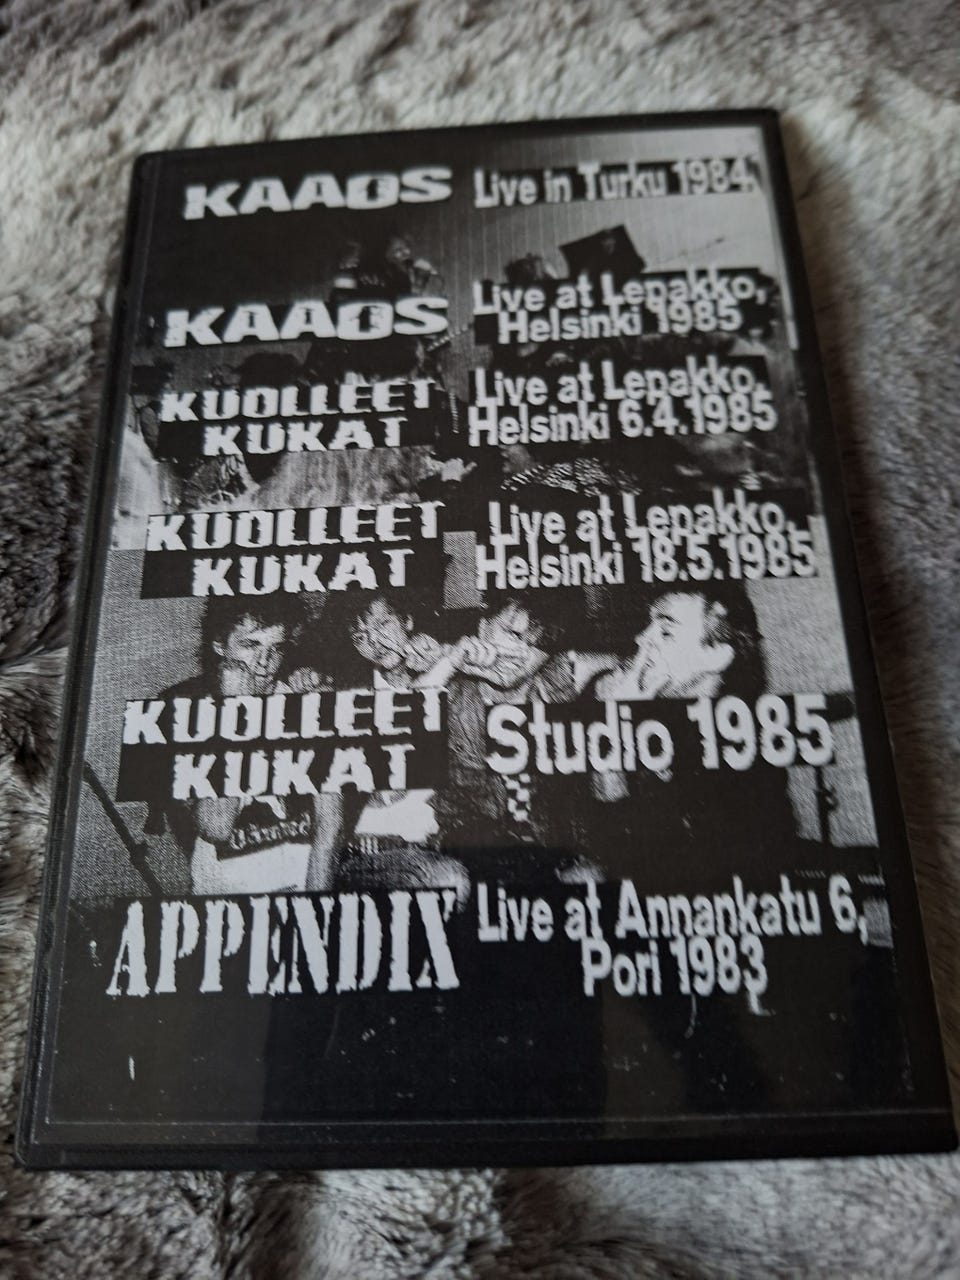 KAAOS Live in Turku 1984,
KAAOS
Live at Lepakko,
Helsinki 1985
KUOLLEET
KUKAT
Live at Lepakko,
Helsinki 6.4.1985
KUOLLEET
KUKAT
Live at Lepakko,
Helsinki 18.5.1985
KUOLLEET
KUKAT
Studio 1985
APPENDIX
Live at Annankatu 6,
Pori 1983